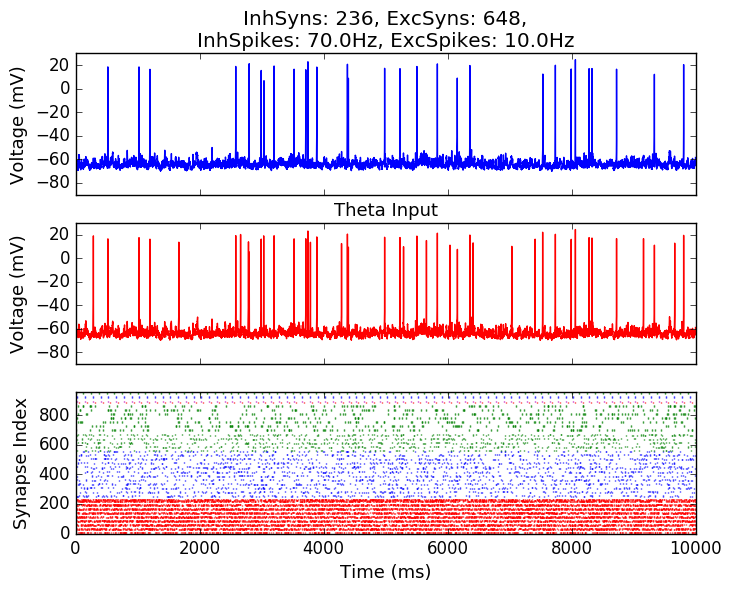 InhSyns: 236, ExcSyns: 648,
InhSpikes: 70.0Hz, ExcSpikes: 10.0Hz
Voltage (mV)
20
0
−20
−40
−60
−80
Theta Input
Voltage (mV)
20
0
−20
−40
−60
−80
Synapse Index
800
600
400
200
0
0 2000 4000 6000 8000 10000
Time (ms)